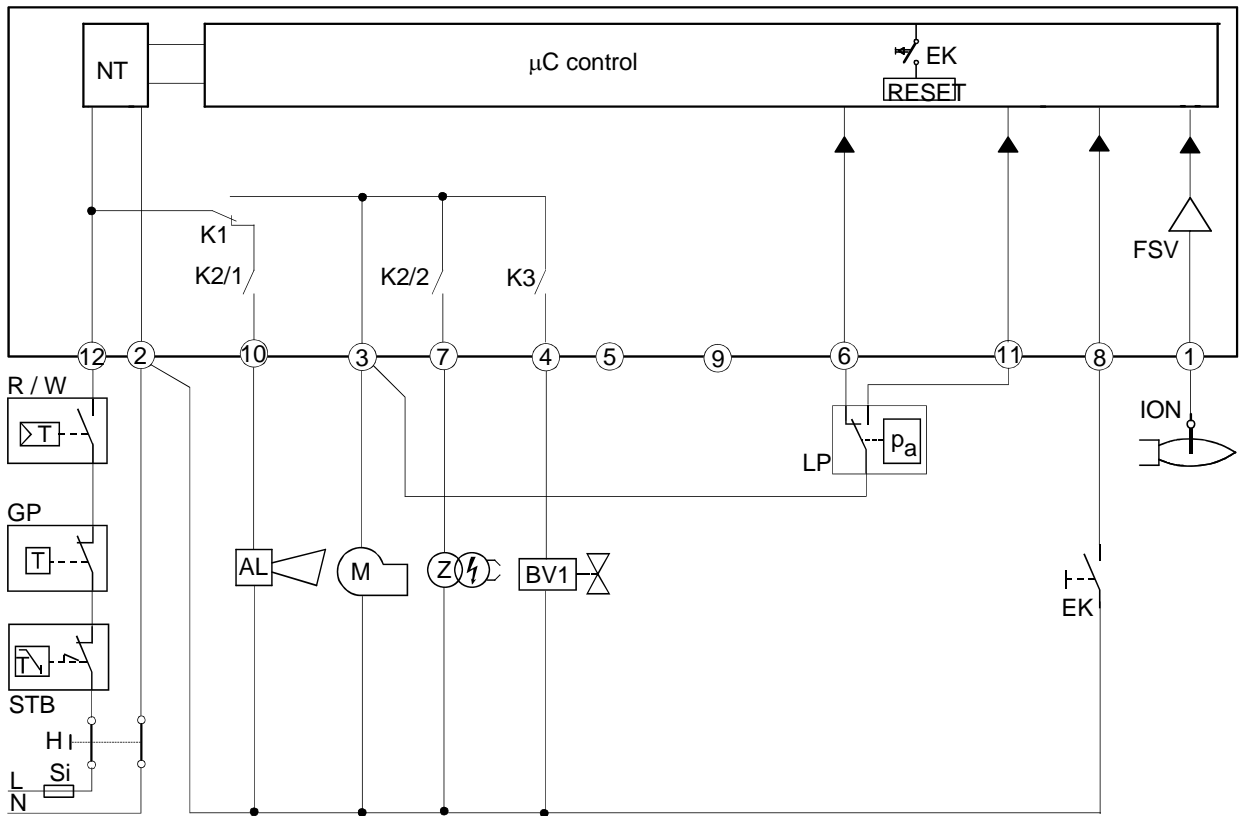 NT
µC control
EK
RESET
K1
K2/1
K2/2
K3
FSV
12
2
10
3
7
4
5
9
6
11
8
1
R / W
T
ION
LP
pa
GP
T
AL
M
Z
BV1
EK
T
STB
H
Si
L
N